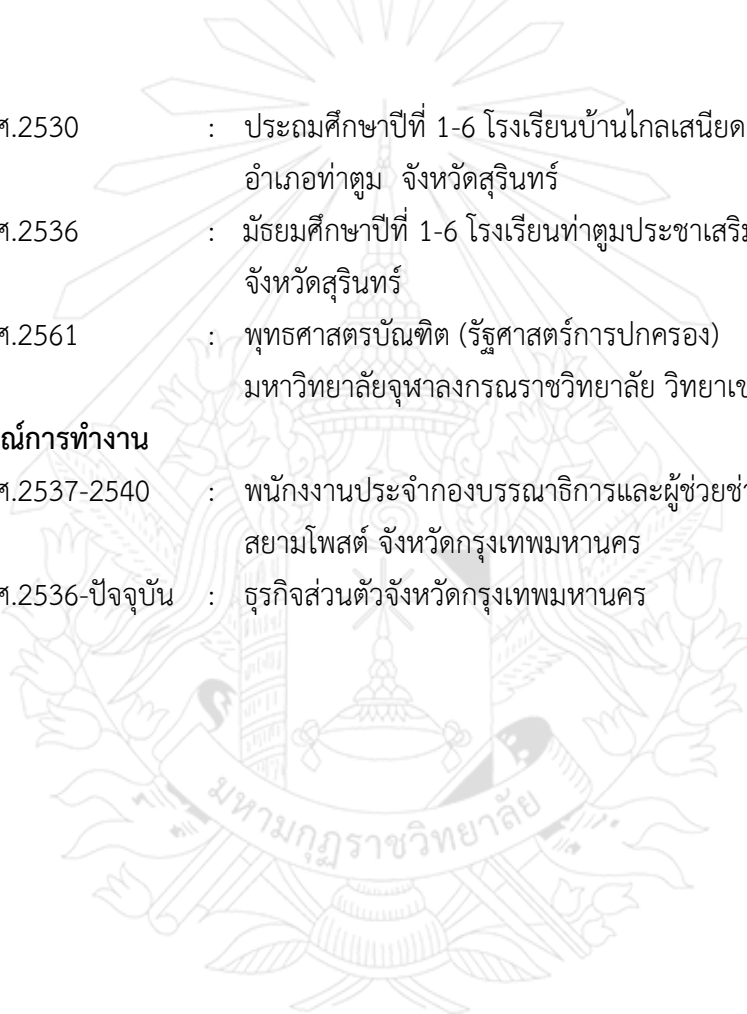 ศ.2530 : ประถมศึกษาปีที่ 1-6 โรงเรียนบ้านไกลเสนียด
อำเภอท่าตูม จังหวัดสุรินทร์
ศ.2536 : มัธยมศึกษาปีที่ 1-6 โรงเรียนท่าตูมประชาเสริม
จังหวัดสุรินทร์
ศ.2561 : พุทธศาสตรบัณฑิต (รัฐศาสตร์การปกครอง)
มหาวิทยาลัยจุฬาลงกรณราชวิทยาลัย วิทยาเข
ณ์การทำงาน
ศ.2537-2540 : พนักงงานประจำกองบรรณาธิการและผู้ช่วยช่า
สยามโพสต์ จังหวัดกรุงเทพมหานคร
ศ.2536-ปัจจุบัน : ธุรกิจส่วนตัวจังหวัดกรุงเทพมหานคร
มหามกุฏราชวิทยาลัย